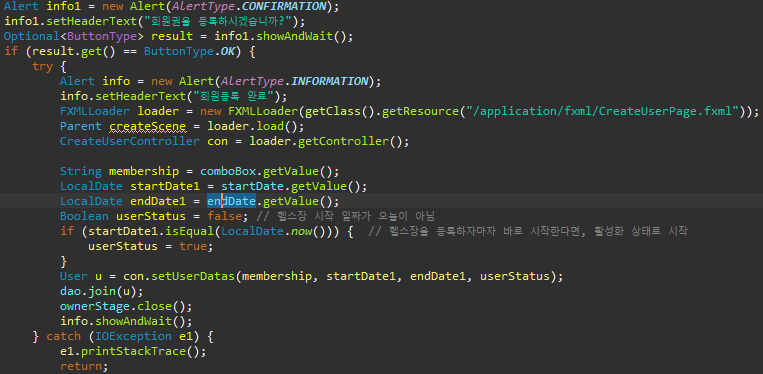 Alert info1 = new Alert(AlertType.CONFIRMATION);
info1.setHeaderText("회원권을 등록하시겠습니까?");
Optional<ButtonType> result = info1.showAndWait();
if (result.get() == ButtonType.OK) {
try {
Alert info = new Alert(AlertType.INFORMATION);
info.setHeaderText("회원등록 완료");
FXMLLoader loader = new FXMLLoader(getClass().getResource("/application/fxml/CreateUserPage.fxml"));
Parent createScene = loader.load();
CreateUserController con = loader.getController();
String membership = comboBox.getValue();
LocalDate startDate1 = startDate.getValue();
LocalDate endDate1 = endDate.getValue();
Boolean userStatus = false; // 헬스장 시작 일짜가 오늘이 아님
if (startDate1.isEqual(LocalDate.now())) { // 헬스장을 등록하자마자 바로 시작한다면, 활성화 상태로 시작
userStatus = true;
}
User u = con.setUserDatas(membership, startDate1, endDate1, userStatus);
dao.join(u);
ownerStage.close();
info.showAndWait();
} catch (IOException e1) {
e1.printStackTrace();
return;